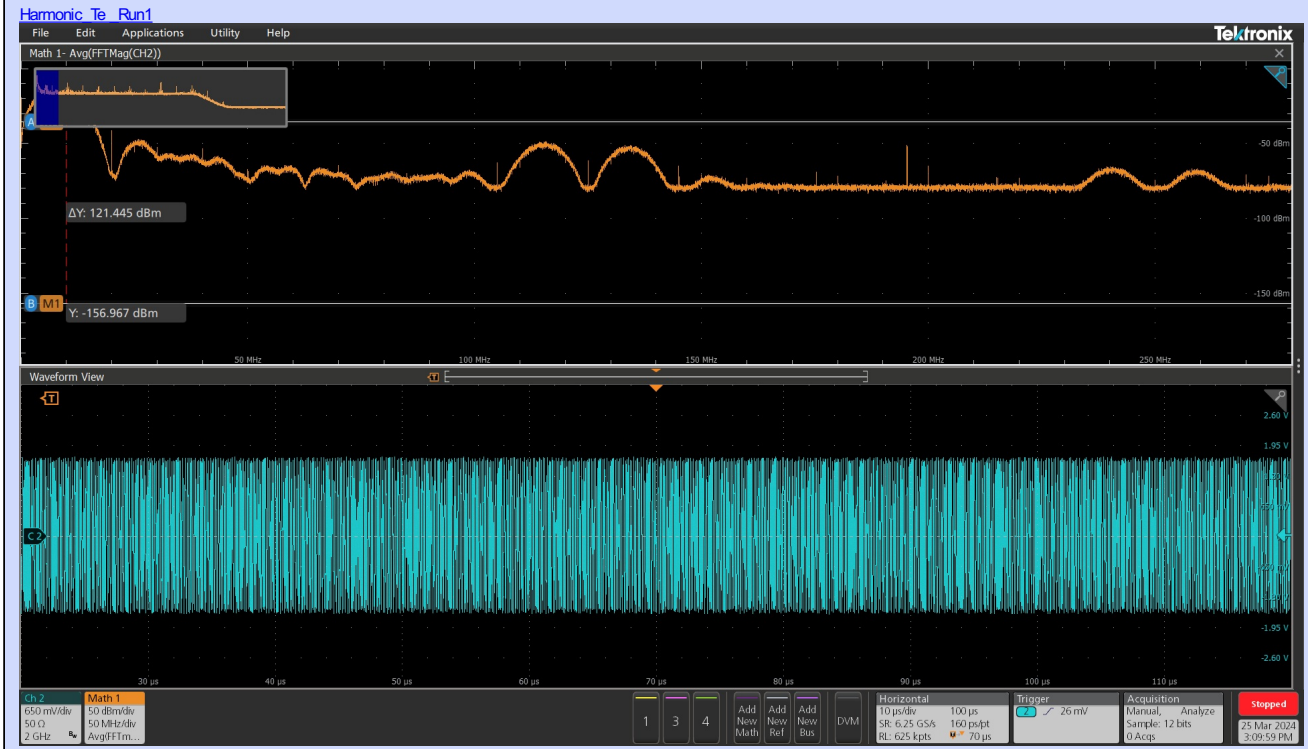 Harmonic_Te_Run1
File Edit Applications Utility Help Tektronix
Math 1- Avg(FFTMag(CH2))
A
-50 dBm
ΔY: 121.445 dBm
-100 dBm
-150 dBm
B M1
Y: -156.967 dBm
50 MHz 100 MHz 150 MHz 200 MHz 250 MHz
Waveform View
T
T
2.60 V
1.95 V
C2
-1.95 V
-2.60 V
30 µs 40 µs 50 µs 60 µs 70 µs 80 µs 90 µs 100 µs 110 µs
Ch 2
650 mV/div
50 Ω
2 GHz Bw
Math 1
50 dBm/div
50 MHz/div
Avg(FFTm...
1 3 4
Add New Math
Add New Ref
Add New Bus
DVM
Horizontal
10 µs/div 100 µs
SR: 6.25 GS/s 160 ps/pt
RL: 625 kpts 70 µs
Trigger
2 26 mV
Acquisition
Manual, Analyze
Sample: 12 bits
0 Acqs
Stopped
25 Mar 2024
3:09:59 PM